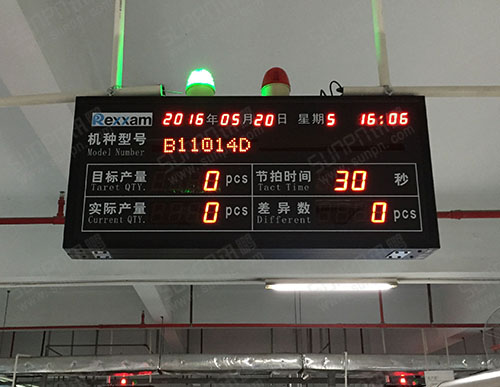 Rexxam 2016年05月20日 星期5 16:06
机种型号 B11014D
Model Number
目标产量 0 pcs 节拍时间 30 秒
Taret QTY. Tact Time
实际产量 0 pcs 差异数 0 pcs
Current QTY. Different